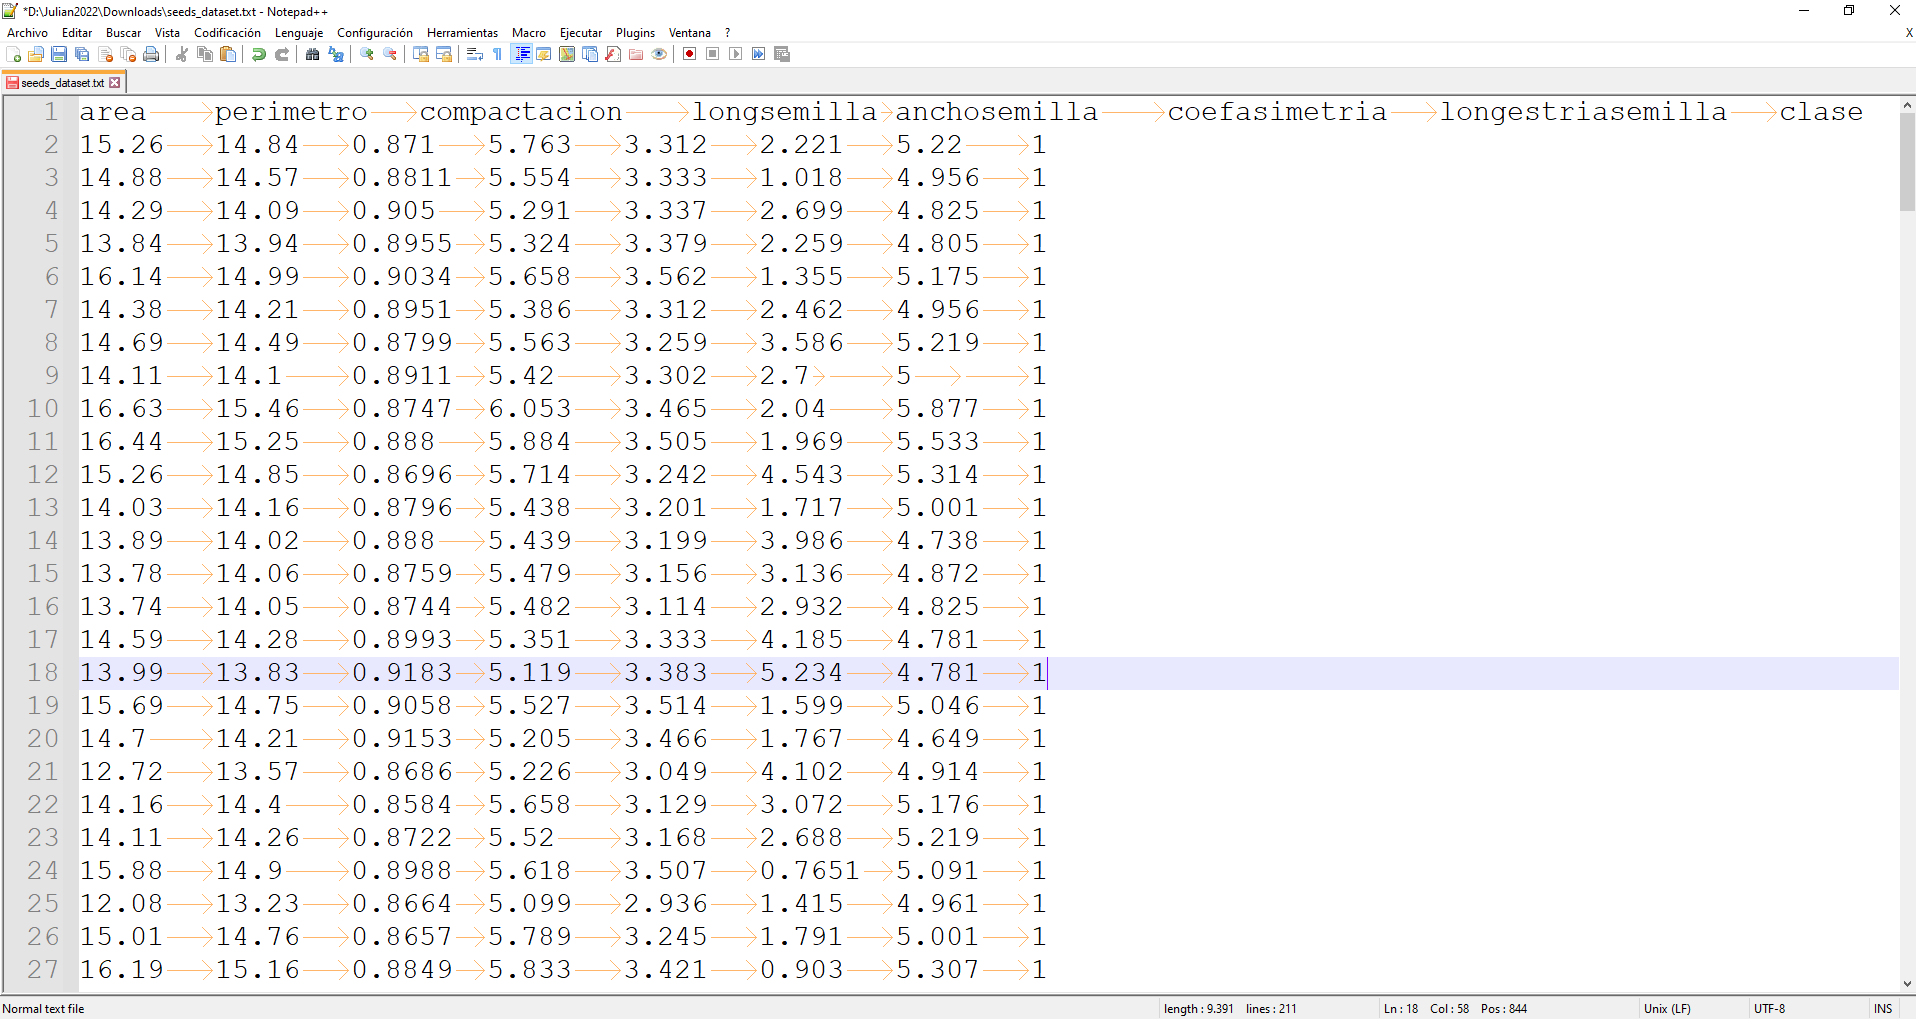 *D:\Julian2022\Downloads\seeds_dataset.txt - Notepad++
Archivo Editar Buscar Vista Codificación Lenguaje Configuración Herramientas Macro Ejecutar Plugins Ventana ? X
seeds_dataset.txt
1 area perimetro compactacion longsemilla anchosemilla coefasimetria longestriasemilla clase
2 15.26 14.84 0.871 5.763 3.312 2.221 5.22 1
3 14.88 14.57 0.8811 5.554 3.333 1.018 4.956 1
4 14.29 14.09 0.905 5.291 3.337 2.699 4.825 1
5 13.84 13.94 0.8955 5.324 3.379 2.259 4.805 1
6 16.14 14.99 0.9034 5.658 3.562 1.355 5.175 1
7 14.38 14.21 0.8951 5.386 3.312 2.462 4.956 1
8 14.69 14.49 0.8799 5.563 3.259 3.586 5.219 1
9 14.11 14.1 0.8911 5.42 3.302 2.7 5 1
10 16.63 15.46 0.8747 6.053 3.465 2.04 5.877 1
11 16.44 15.25 0.888 5.884 3.505 1.969 5.533 1
12 15.26 14.85 0.8696 5.714 3.242 4.543 5.314 1
13 14.03 14.16 0.8796 5.438 3.201 1.717 5.001 1
14 13.89 14.02 0.888 5.439 3.199 3.986 4.738 1
15 13.78 14.06 0.8759 5.479 3.156 3.136 4.872 1
16 13.74 14.05 0.8744 5.482 3.114 2.932 4.825 1
17 14.59 14.28 0.8993 5.351 3.333 4.185 4.781 1
18 13.99 13.83 0.9183 5.119 3.383 5.234 4.781 1
19 15.69 14.75 0.9058 5.527 3.514 1.599 5.046 1
20 14.7 14.21 0.9153 5.205 3.466 1.767 4.649 1
21 12.72 13.57 0.8686 5.226 3.049 4.102 4.914 1
22 14.16 14.4 0.8584 5.658 3.129 3.072 5.176 1
23 14.11 14.26 0.8722 5.52 3.168 2.688 5.219 1
24 15.88 14.9 0.8988 5.618 3.507 0.7651 5.091 1
25 12.08 13.23 0.8664 5.099 2.936 1.415 4.961 1
26 15.01 14.76 0.8657 5.789 3.245 1.791 5.001 1
27 16.19 15.16 0.8849 5.833 3.421 0.903 5.307 1
Normal text file length : 9.391 lines : 211 Ln : 18 Col : 58 Pos : 844 Unix (LF) UTF-8 INS